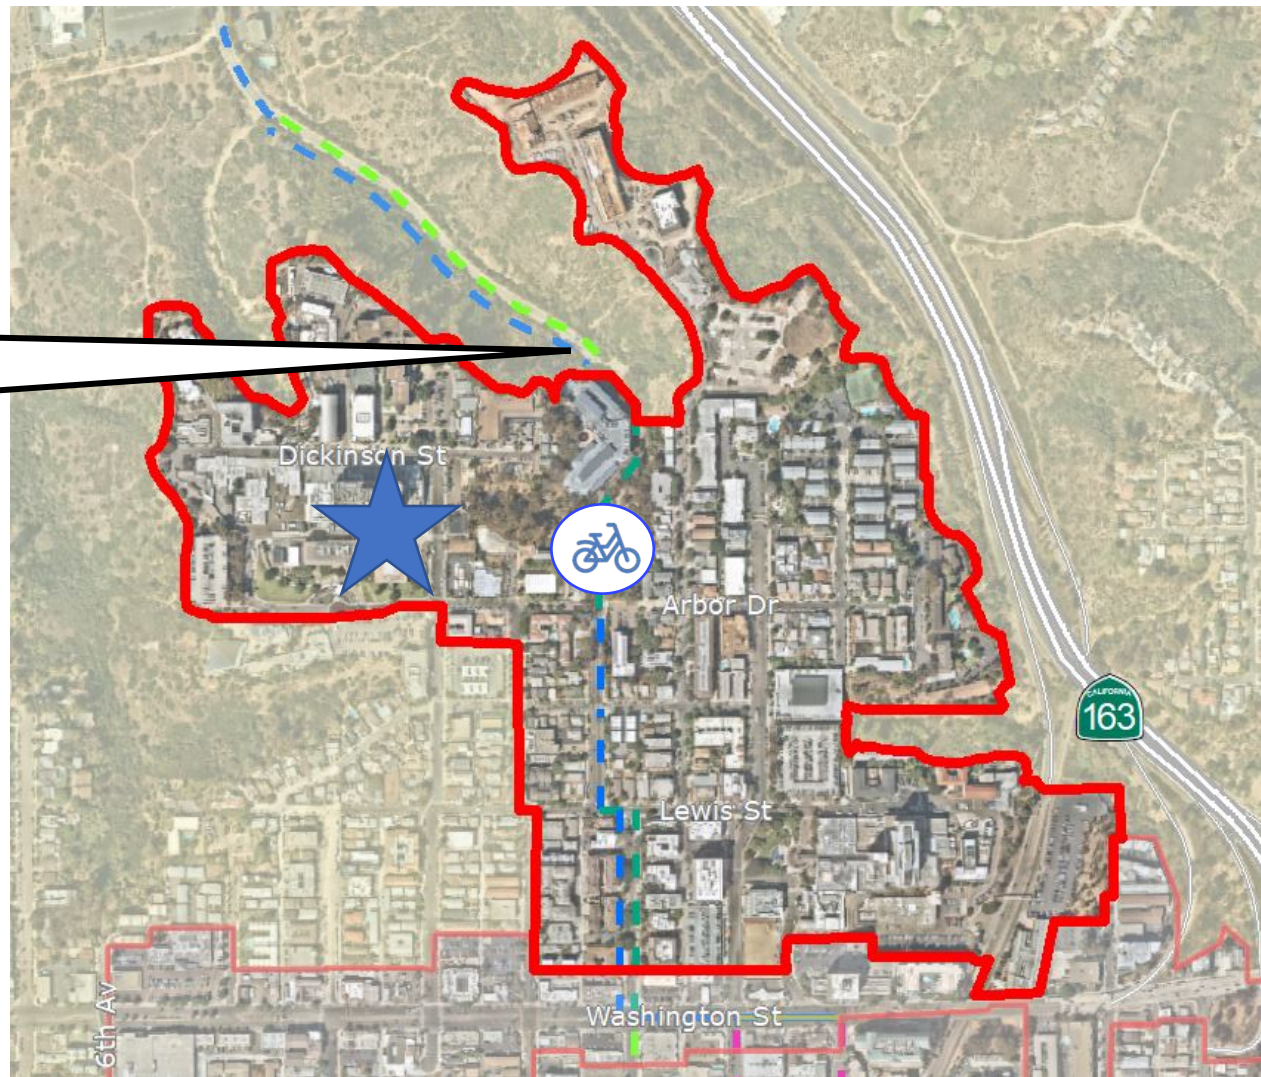 Dickinson St
Arbor Dr
CALIFORNIA
163
Lewis St
Washington St
6th Av